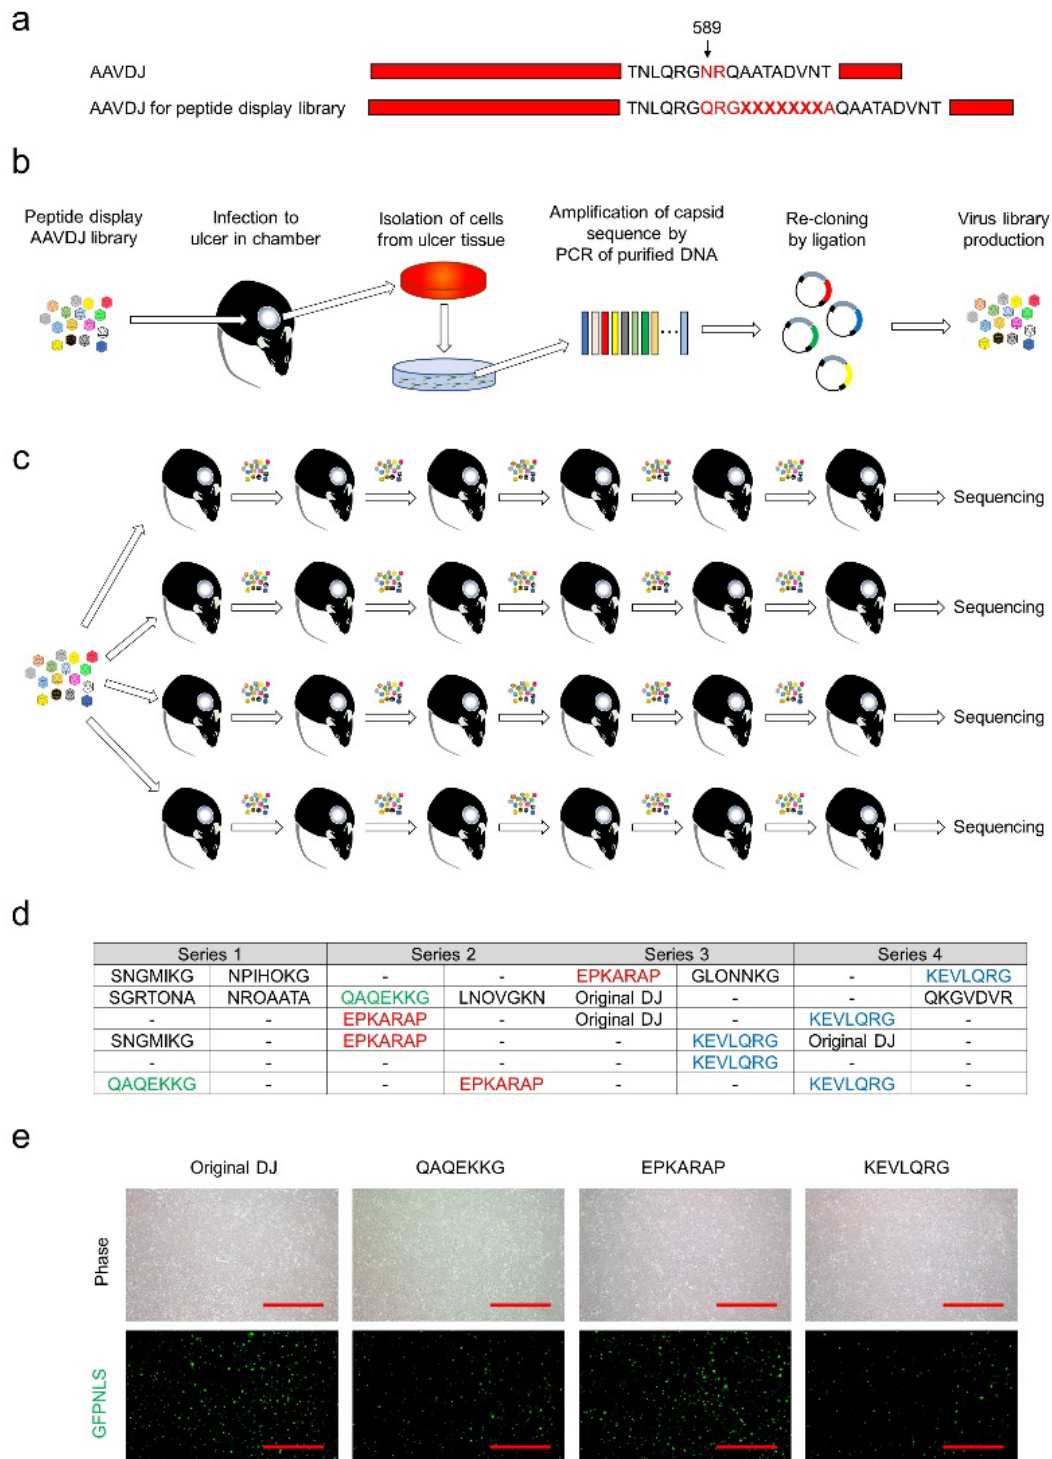 a
589
AAVDJ TNLQRGNRQAATADVNT
AAVDJ for peptide display library TNLQRGQRGXXXXXXXAQAATADVNT
b
Peptide display
AAVDJ library
Infection to
ulcer in chamber
Isolation of cells
from ulcer tissue
Amplification of capsid
sequence by
PCR of purified DNA
Re-cloning
by ligation
Virus library
production
c
Sequencing
Sequencing
Sequencing
Sequencing
d
Series 1 Series 2 Series 3 Series 4
SNGMIKG NPIHOKG - - EPKARAP GLONNKG - KEVLQRG
SGRTONA NROAATA QAQEKKG LNOVGKN Original DJ - - QKGVDVR
- - EPKARAP - Original DJ - KEVLQRG -
SNGMIKG - EPKARAP - - KEVLQRG Original DJ -
- - - - - KEVLQRG - -
QAQEKKG - - EPKARAP - - KEVLQRG -
e
Original DJ QAQEKKG EPKARAP KEVLQRG
Phase
GFPNLS